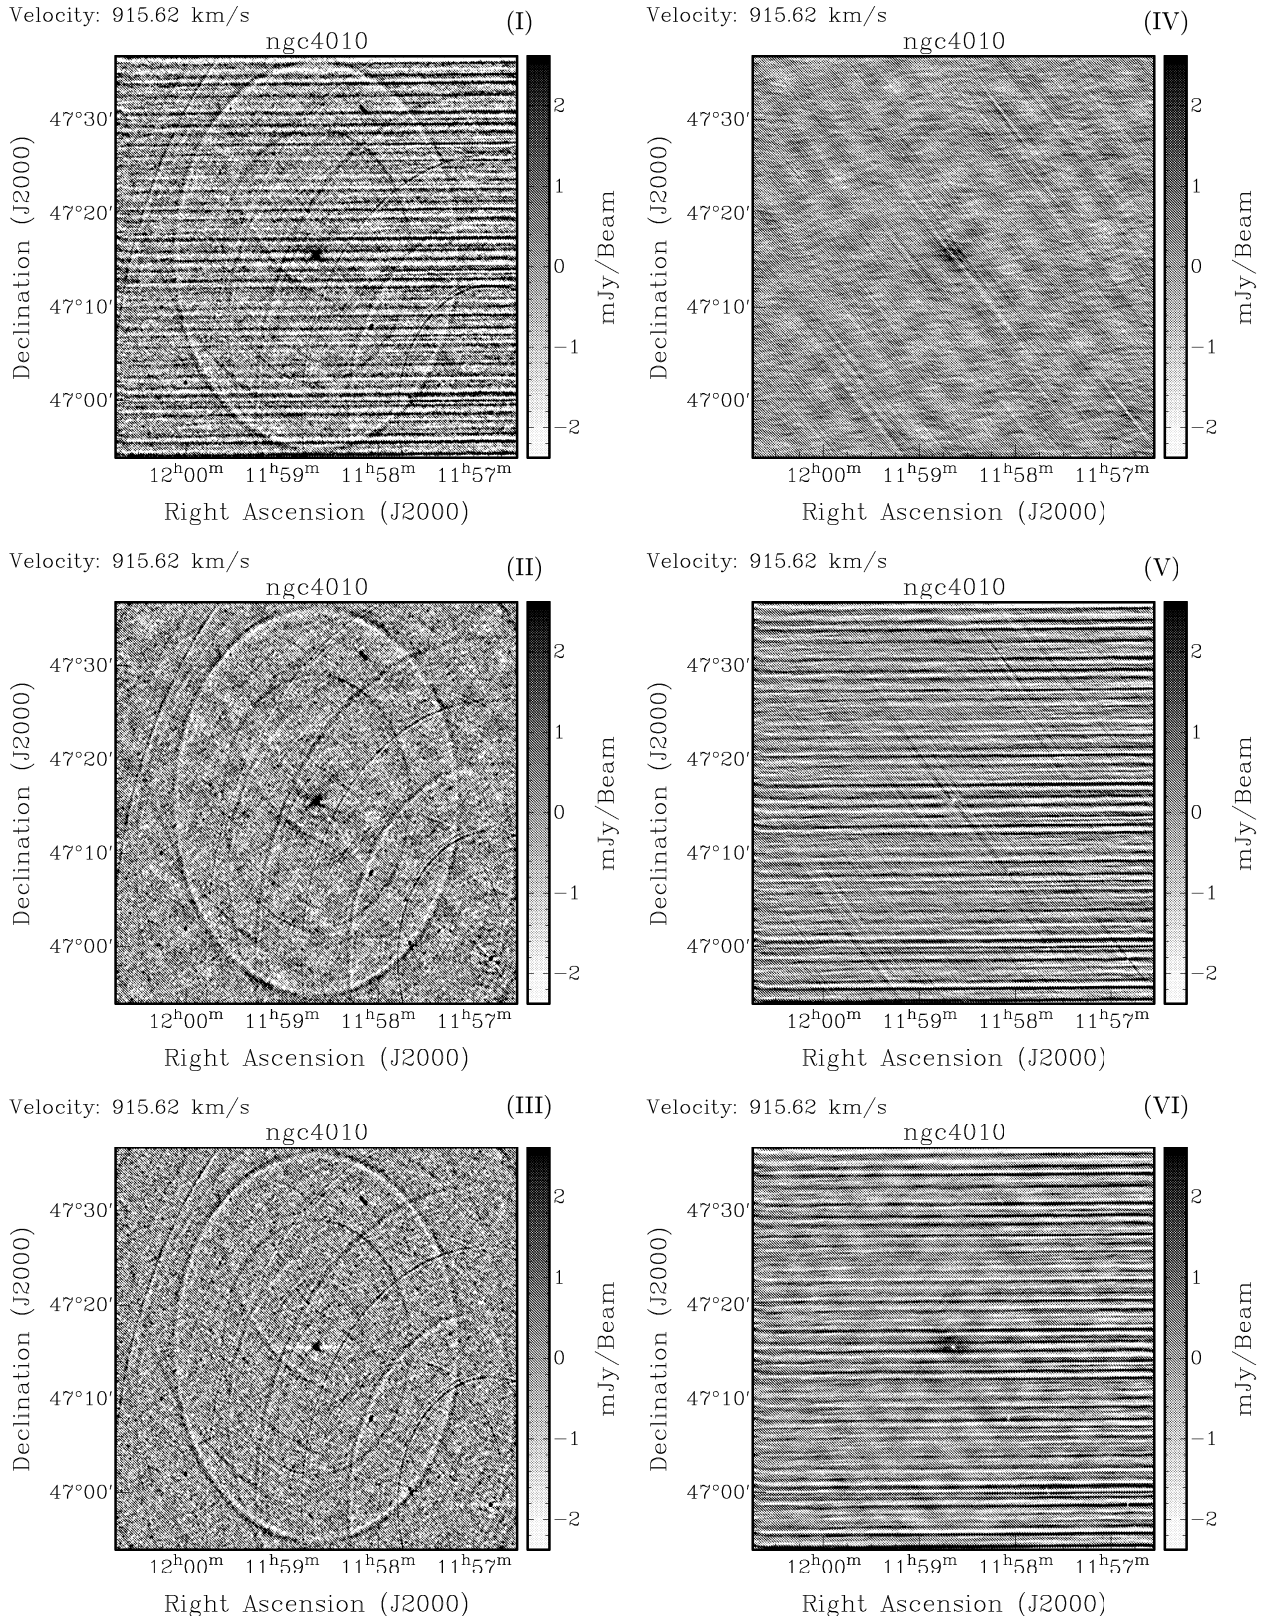 Velocity: 915.62 km/s
(I)
ngc4010
47°30′
47°20′
47°10′
47°00′
Declination (J2000)
12h00m 11h59m 11h58m 11h57m
Right Ascension (J2000)
2
1
0
−1
−2
mJy/Beam
Velocity: 915.62 km/s
(IV)
ngc4010
47°30′
47°20′
47°10′
47°00′
Declination (J2000)
12h00m 11h59m 11h58m 11h57m
Right Ascension (J2000)
2
1
0
−1
−2
mJy/Beam
Velocity: 915.62 km/s
(II)
ngc4010
47°30′
47°20′
47°10′
47°00′
Declination (J2000)
12h00m 11h59m 11h58m 11h57m
Right Ascension (J2000)
2
1
0
−1
−2
mJy/Beam
Velocity: 915.62 km/s
(V)
ngc4010
47°30′
47°20′
47°10′
47°00′
Declination (J2000)
12h00m 11h59m 11h58m 11h57m
Right Ascension (J2000)
2
1
0
−1
−2
mJy/Beam
Velocity: 915.62 km/s
(III)
ngc4010
47°30′
47°20′
47°10′
47°00′
Declination (J2000)
12h00m 11h59m 11h58m 11h57m
Right Ascension (J2000)
2
1
0
−1
−2
mJy/Beam
Velocity: 915.62 km/s
(VI)
ngc4010
47°30′
47°20′
47°10′
47°00′
Declination (J2000)
12h00m 11h59m 11h58m 11h57m
Right Ascension (J2000)
2
1
0
−1
−2
mJy/Beam